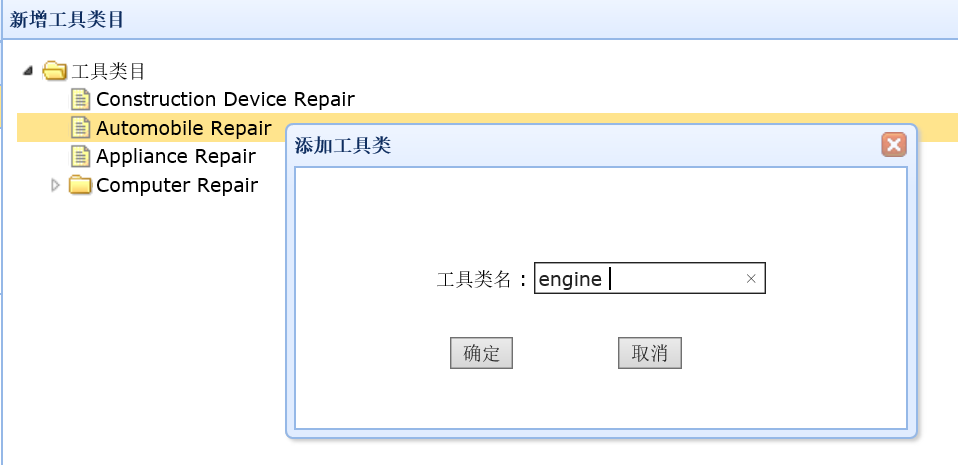 新增工具类目
工具类目
Construction Device Repair
Automobile Repair
Appliance Repair
Computer Repair
添加工具类
工具类名：engine
确定 取消